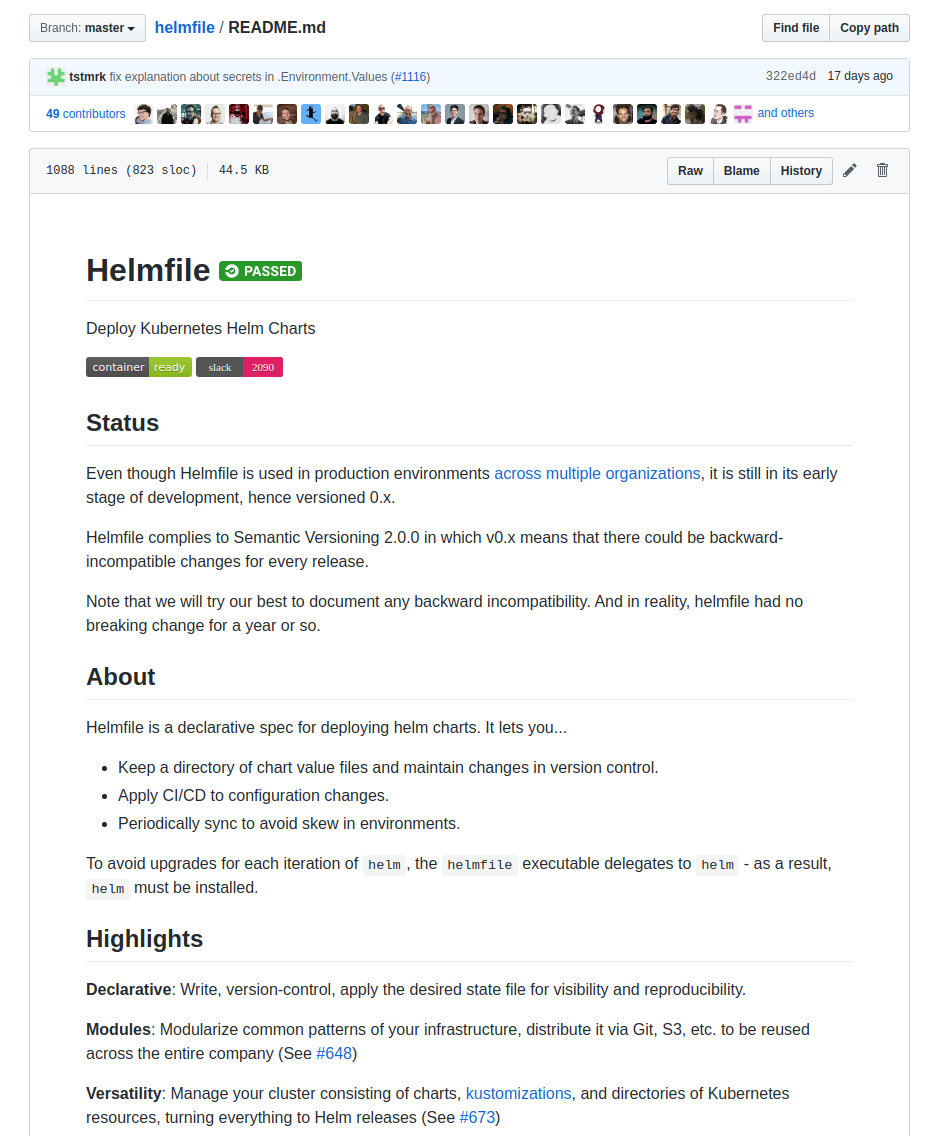 Branch: master helmfile / README.md Find file Copy path
tstmrk fix explanation about secrets in .Environment.Values (#1116) 322ed4d 17 days ago
49 contributors and others
1088 lines (823 sloc) 44.5 KB Raw Blame History
Helmfile PASSED
Deploy Kubernetes Helm Charts
container ready slack 2090
Status
Even though Helmfile is used in production environments across multiple organizations, it is still in its early
stage of development, hence versioned 0.x.
Helmfile complies to Semantic Versioning 2.0.0 in which v0.x means that there could be backward-
incompatible changes for every release.
Note that we will try our best to document any backward incompatibility. And in reality, helmfile had no
breaking change for a year or so.
About
Helmfile is a declarative spec for deploying helm charts. It lets you...
• Keep a directory of chart value files and maintain changes in version control.
• Apply CI/CD to configuration changes.
• Periodically sync to avoid skew in environments.
To avoid upgrades for each iteration of helm, the helmfile executable delegates to helm - as a result,
helm must be installed.
Highlights
Declarative: Write, version-control, apply the desired state file for visibility and reproducibility.
Modules: Modularize common patterns of your infrastructure, distribute it via Git, S3, etc. to be reused
across the entire company (See #648)
Versatility: Manage your cluster consisting of charts, kustomizations, and directories of Kubernetes
resources, turning everything to Helm releases (See #673)